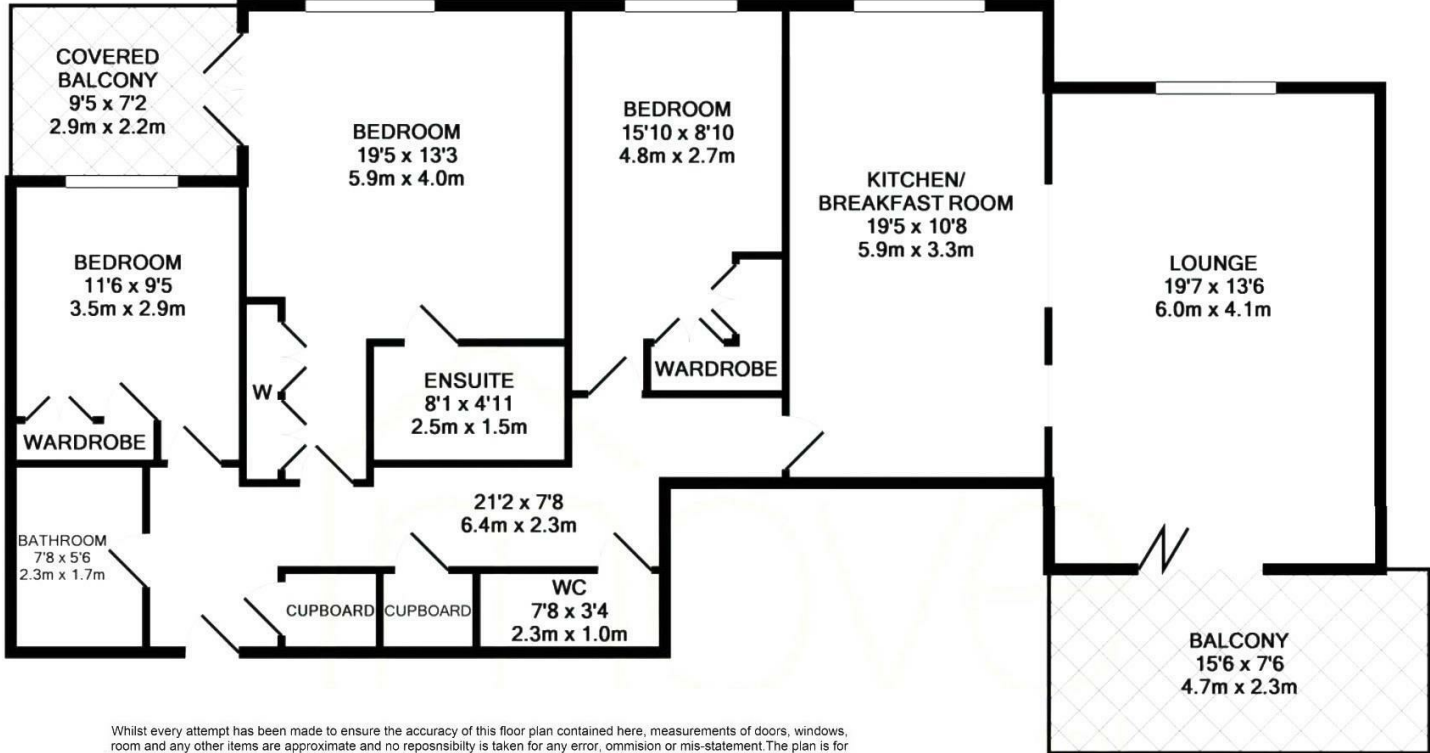 COVERED
BALCONY
9'5 x 7'2
2.9m x 2.2m
BEDROOM
19'5 x 13'3
5.9m x 4.0m
BEDROOM
15'10 x 8'10
4.8m x 2.7m
KITCHEN/
BREAKFAST ROOM
19'5 x 10'8
5.9m x 3.3m
LOUNGE
19'7 x 13'6
6.0m x 4.1m
BEDROOM
11'6 x 9'5
3.5m x 2.9m
W
ENSUITE
8'1 x 4'11
2.5m x 1.5m
WARDROBE
WARDROBE
21'2 x 7'8
6.4m x 2.3m
BATHROOM
7'8 x 5'6
2.3m x 1.7m
CUPBOARD
CUPBOARD
WC
7'8 x 3'4
2.3m x 1.0m
BALCONY
15'6 x 7'6
4.7m x 2.3m
Whilst every attempt has been made to ensure the accuracy of this floor plan contained here, measurements of doors, windows,
room and any other items are approximate and no reposnsibilty is taken for any error, ommision or mis-statement.The plan is for